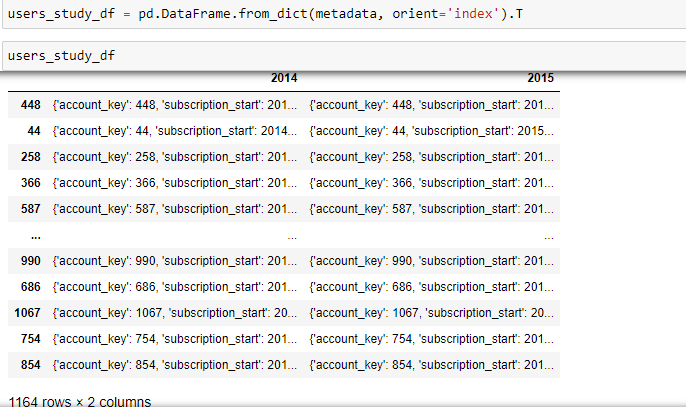 users_study_df = pd.DataFrame.from_dict(metadata, orient='index').T
users_study_df
2014 2015
448 {'account_key': 448, 'subscription_start': 201... {'account_key': 448, 'subscription_start': 201...
44 {'account_key': 44, 'subscription_start': 2014... {'account_key': 44, 'subscription_start': 2015...
258 {'account_key': 258, 'subscription_start': 201... {'account_key': 258, 'subscription_start': 201...
366 {'account_key': 366, 'subscription_start': 201... {'account_key': 366, 'subscription_start': 201...
587 {'account_key': 587, 'subscription_start': 201... {'account_key': 587, 'subscription_start': 201...
... ... ...
990 {'account_key': 990, 'subscription_start': 201... {'account_key': 990, 'subscription_start': 201...
686 {'account_key': 686, 'subscription_start': 201... {'account_key': 686, 'subscription_start': 201...
1067 {'account_key': 1067, 'subscription_start': 20... {'account_key': 1067, 'subscription_start': 20...
754 {'account_key': 754, 'subscription_start': 201... {'account_key': 754, 'subscription_start': 201...
854 {'account_key': 854, 'subscription_start': 201... {'account_key': 854, 'subscription_start': 201...
1164 rows × 2 columns